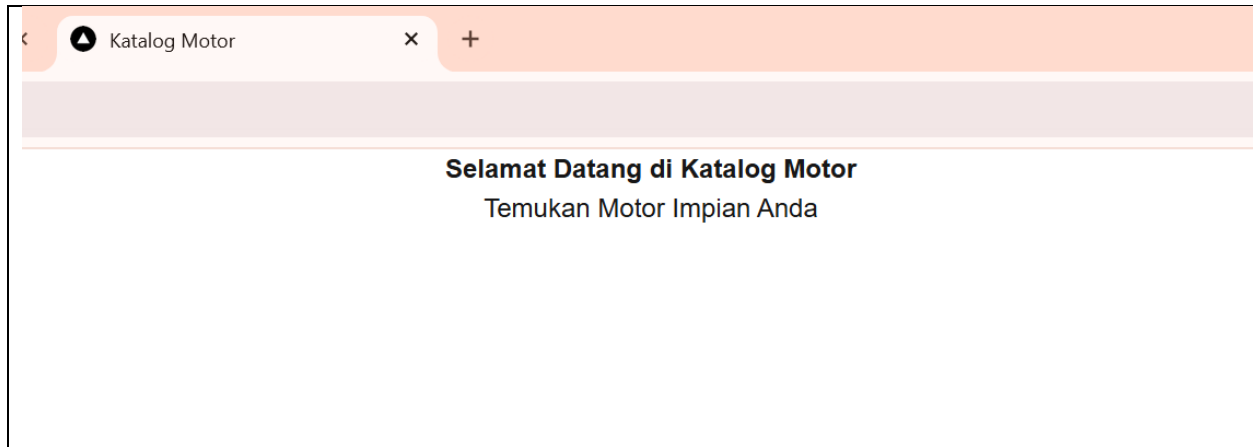 Katalog Motor
Selamat Datang di Katalog Motor
Temukan Motor Impian Anda